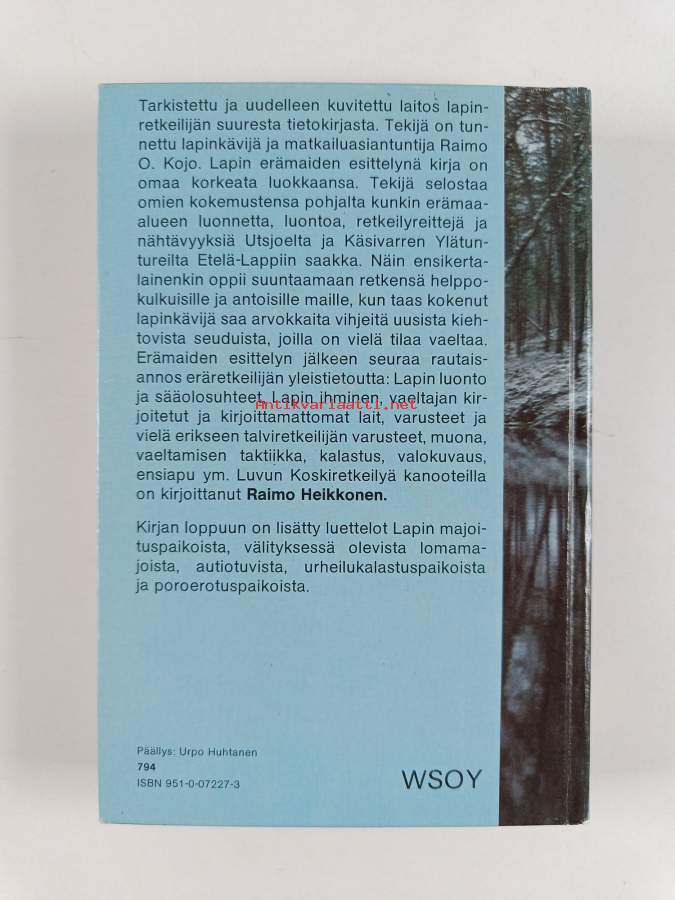 Tarkistettu ja uudelleen kuvitettu laitos lapin-
retkeilijän suuresta tietokirjasta. Tekijä on tun-
nettu lapinkävijä ja matkailuasiantuntija Raimo
O. Kojo. Lapin erämaiden esittelynä kirja on
omaa korkeata luokkaansa. Tekijä selostaa
omien kokemustensa pohjalta kunkin erämaa-
alueen luonnetta, luontoa, retkeilyreittejä ja
nähtävyyksiä Utsjoelta ja Käsivarren Ylätun-
tureilta Etelä-Lappiin saakka. Näin ensikerta-
lainenkin oppii suuntaamaan retkensä helppo-
kulkuisille ja antoisille maille, kun taas kokenut
lapinkävijä saa arvokkaita vihjeitä uusista kieh-
tovista seuduista, joilla on vielä tilaa vaeltaa.
Erämaiden esittelyn jälkeen seuraa rautais-
annos eräretkeilijän yleistietoutta: Lapin luonto
ja sääolosuhteet, Lapin ihminen, vaeltajan kir-
Antikvariaatti.net
joitetut ja kirjoittamattomat lait, varusteet ja
vielä erikseen talviretkeilijän varusteet, muona,
vaeltamisen taktiikka, kalastus, valokuvaus,
ensiapu ym. Luvun Koskiretkeilyä kanooteilla
on kirjoittanut Raimo Heikkonen.
Kirjan loppuun on lisätty luettelot Lapin majoi-
tuspaikoista, välityksessä olevista lomama-
joista, autiotuvista, urheilukalastuspaikoista
ja poroerotuspaikoista.
Päällys: Urpo Huhtanen
794
ISBN 951-0-07227-3
WSOY